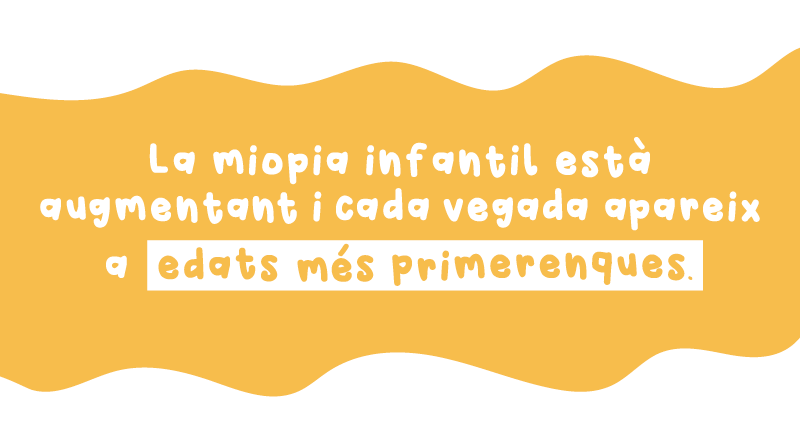 La miopia infantil està
augmentant i cada vegada apareix
a edats més primerenques.